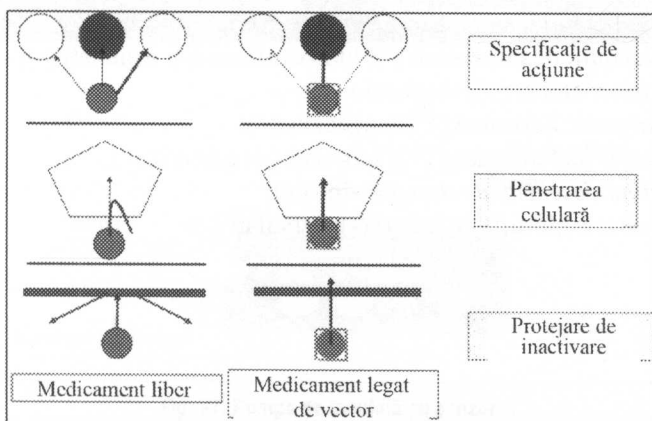 Specificație de
acțiune
Penetrarea
celulară
Protejare de
inactivare
Medicament liber
Medicament legat
de vector